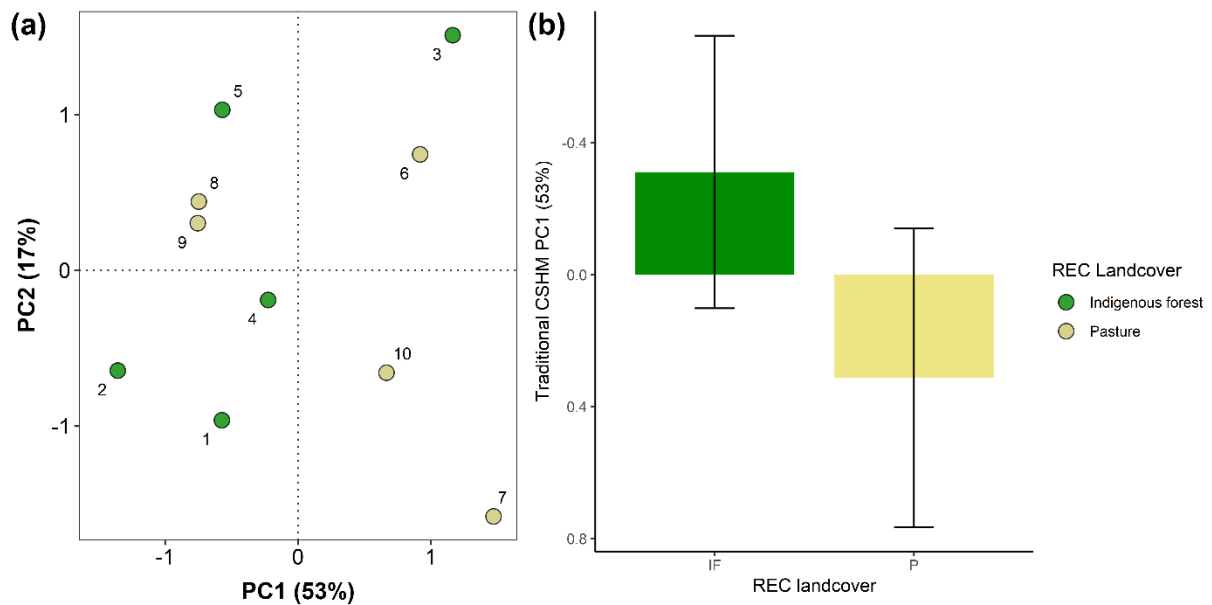 (a)
3
5
6
8
9
4
10
2
1
7
1
0
-1
PC2 (17%)
-1
0
1
PC1 (53%)
(b)
-0.4
0.0
0.4
0.8
Traditional CSHM PC1 (53%)
IF
P
REC landcover
REC Landcover
Indigenous forest
Pasture